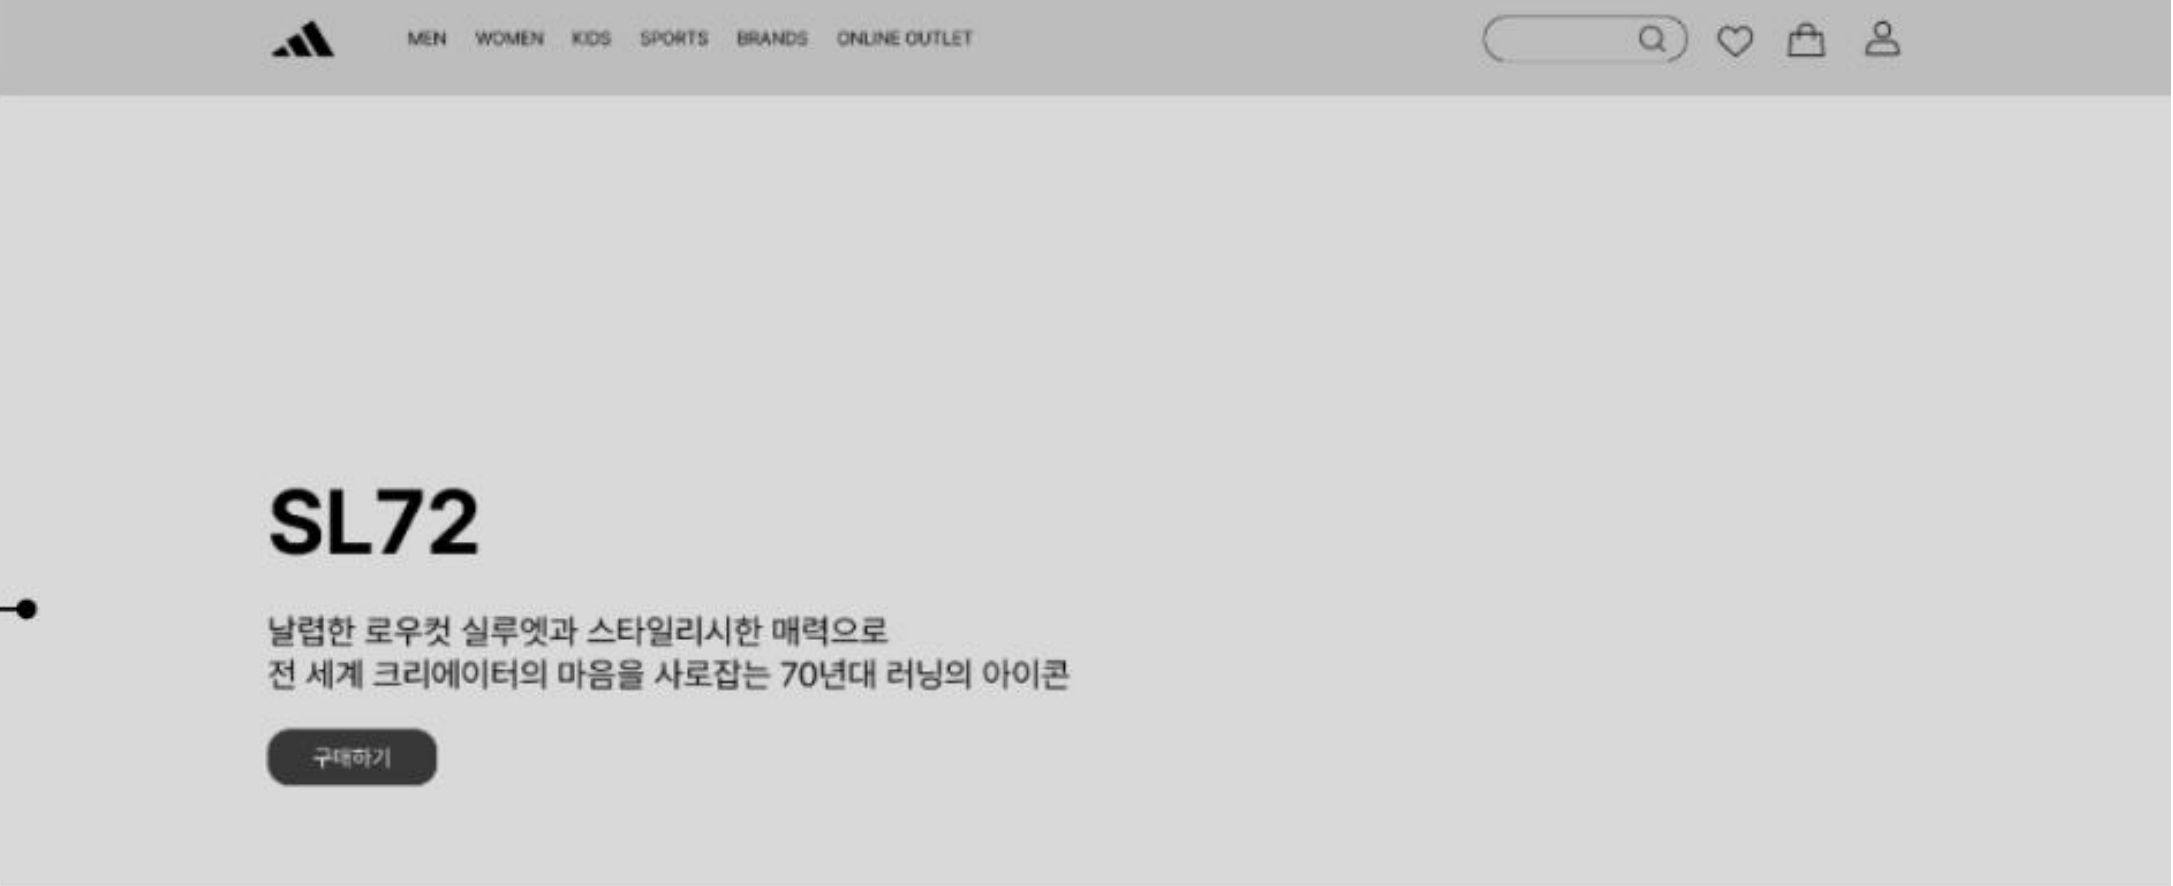 MEN WOMEN KIDS SPORTS BRANDS ONLINE OUTLET
SL72
날렵한 로우컷 실루엣과 스타일리시한 매력으로
전 세계 크리에이터의 마음을 사로잡는 70년대 러닝의 아이콘
구매하기